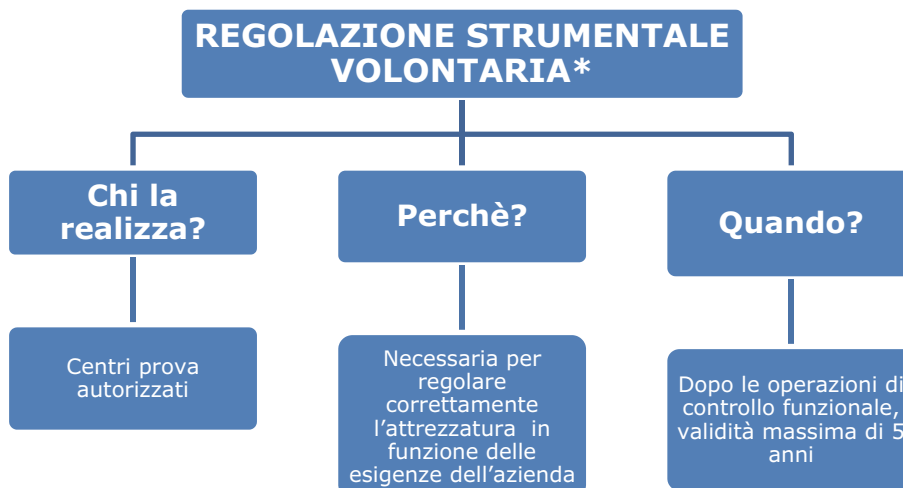 REGOLAZIONE STRUMENTALE
VOLONTARIA*
Chi la
realizza?
Perchè?
Quando?
Centri prova
autorizzati
Necessaria per
regolare
correttamente
l'attrezzatura in
funzione delle
esigenze dell'azienda
Dopo le operazioni di
controllo funzionale,
validità massima di 5
anni